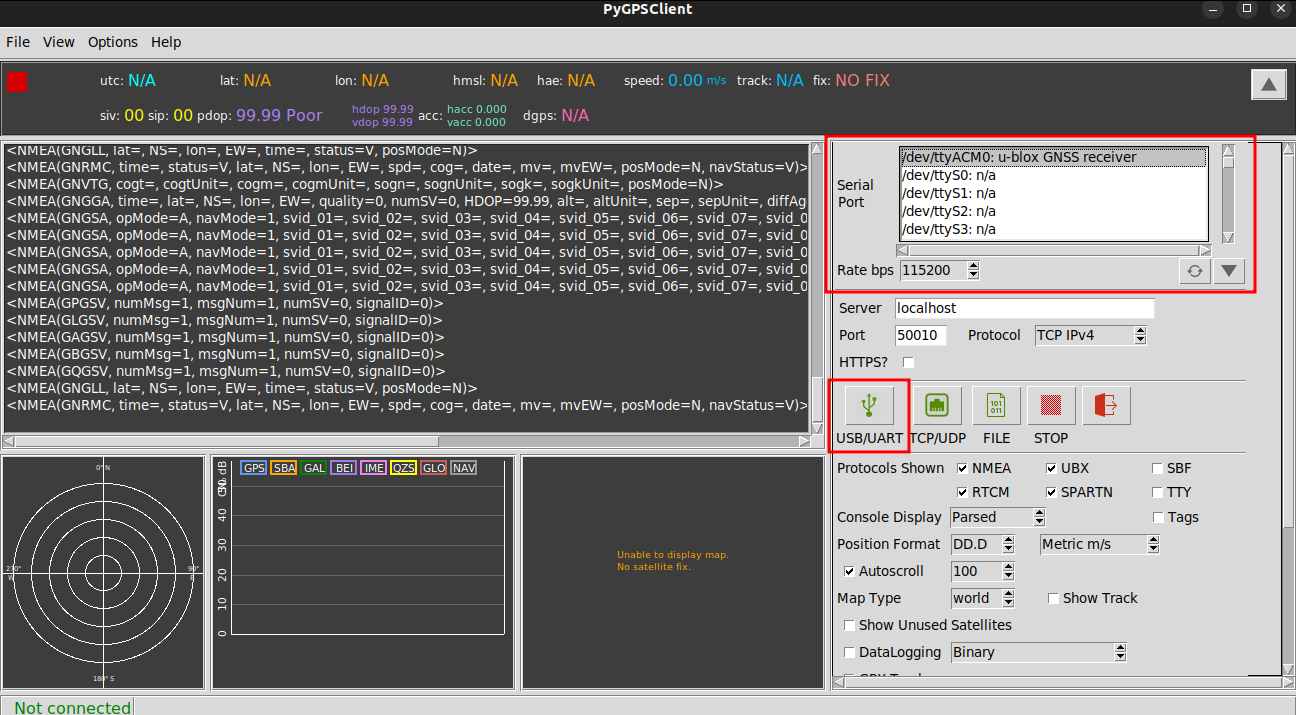 PyGPSClient
File View Options Help
utc: N/A lat: N/A lon: N/A hmsl: N/A hae: N/A speed: 0.00 m/s track: N/A fix: NO FIX
siv: 00 sip: 00 pdop: 99.99 Poor hdop 99.99 vdop 99.99 acc: hacc 0.000 vacc 0.000 dgps: N/A
<NMEA(GNGLL, lat=, NS=, lon=, EW=, time=, status=V, posMode=N)>
<NMEA(GNRMC, time=, status=V, lat=, NS=, lon=, EW=, spd=, cog=, date=, mv=, mvEW=, posMode=N, navStatus=V)>
<NMEA(GNVTG, cogt=, cogtUnit=, cogm=, cogmUnit=, sogn=, sognUnit=, sogk=, sogkUnit=, posMode=N)>
<NMEA(GNGGA, time=, lat=, NS=, lon=, EW=, quality=0, numSV=0, HDOP=99.99, alt=, altUnit=, sep=, sepUnit=, diffAg
<NMEA(GNGSA, opMode=A, navMode=1, svid_01=, svid_02=, svid_03=, svid_04=, svid_05=, svid_06=, svid_07=, svid_0
<NMEA(GNGSA, opMode=A, navMode=1, svid_01=, svid_02=, svid_03=, svid_04=, svid_05=, svid_06=, svid_07=, svid_0
<NMEA(GNGSA, opMode=A, navMode=1, svid_01=, svid_02=, svid_03=, svid_04=, svid_05=, svid_06=, svid_07=, svid_0
<NMEA(GNGSA, opMode=A, navMode=1, svid_01=, svid_02=, svid_03=, svid_04=, svid_05=, svid_06=, svid_07=, svid_0
<NMEA(GNGSA, opMode=A, navMode=1, svid_01=, svid_02=, svid_03=, svid_04=, svid_05=, svid_06=, svid_07=, svid_0
<NMEA(GPGSV, numMsg=1, msgNum=1, numSV=0, signalID=0)>
<NMEA(GLGSV, numMsg=1, msgNum=1, numSV=0, signalID=0)>
<NMEA(GAGSV, numMsg=1, msgNum=1, numSV=0, signalID=0)>
<NMEA(GBGSV, numMsg=1, msgNum=1, numSV=0, signalID=0)>
<NMEA(GQGSV, numMsg=1, msgNum=1, numSV=0, signalID=0)>
<NMEA(GNGLL, lat=, NS=, lon=, EW=, time=, status=V, posMode=N)>
<NMEA(GNRMC, time=, status=V, lat=, NS=, lon=, EW=, spd=, cog=, date=, mv=, mvEW=, posMode=N, navStatus=V)>
Serial Port
/dev/ttyACM0: u-blox GNSS receiver
/dev/ttyS0: n/a
/dev/ttyS1: n/a
/dev/ttyS2: n/a
/dev/ttyS3: n/a
Rate bps 115200
Server localhost
Port 50010 Protocol TCP IPv4
HTTPS?
101
011
USB/UART TCP/UDP FILE STOP
Protocols Shown NMEA UBX SBF
RTCM SPARTN TTY
Console Display Parsed Tags
Position Format DD.D Metric m/s
Autoscroll 100
Map Type world Show Track
Show Unused Satellites
DataLogging Binary
0° N
90°
E
180° S
270°
W
GPS SBA GAL BEI IME QZS GLO NAV
40
30
20
10
0
Unable to display map.
No satellite fix.
Not connected